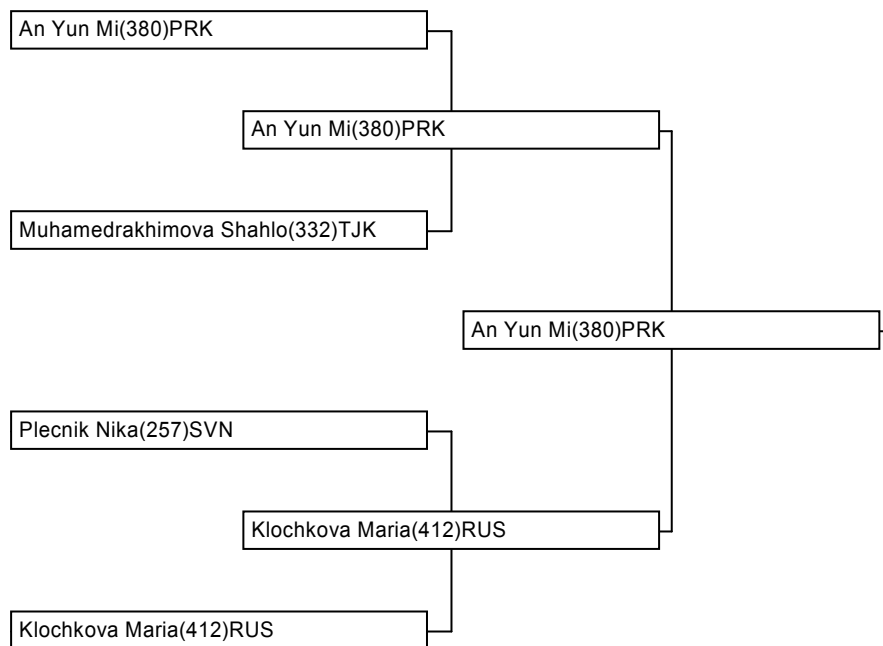 An Yun Mi(380)PRK
An Yun Mi(380)PRK
Muhamedrakhimova Shahlo(332)TJK
An Yun Mi(380)PRK
Plecnik Nika(257)SVN
Klochkova Maria(412)RUS
Klochkova Maria(412)RUS